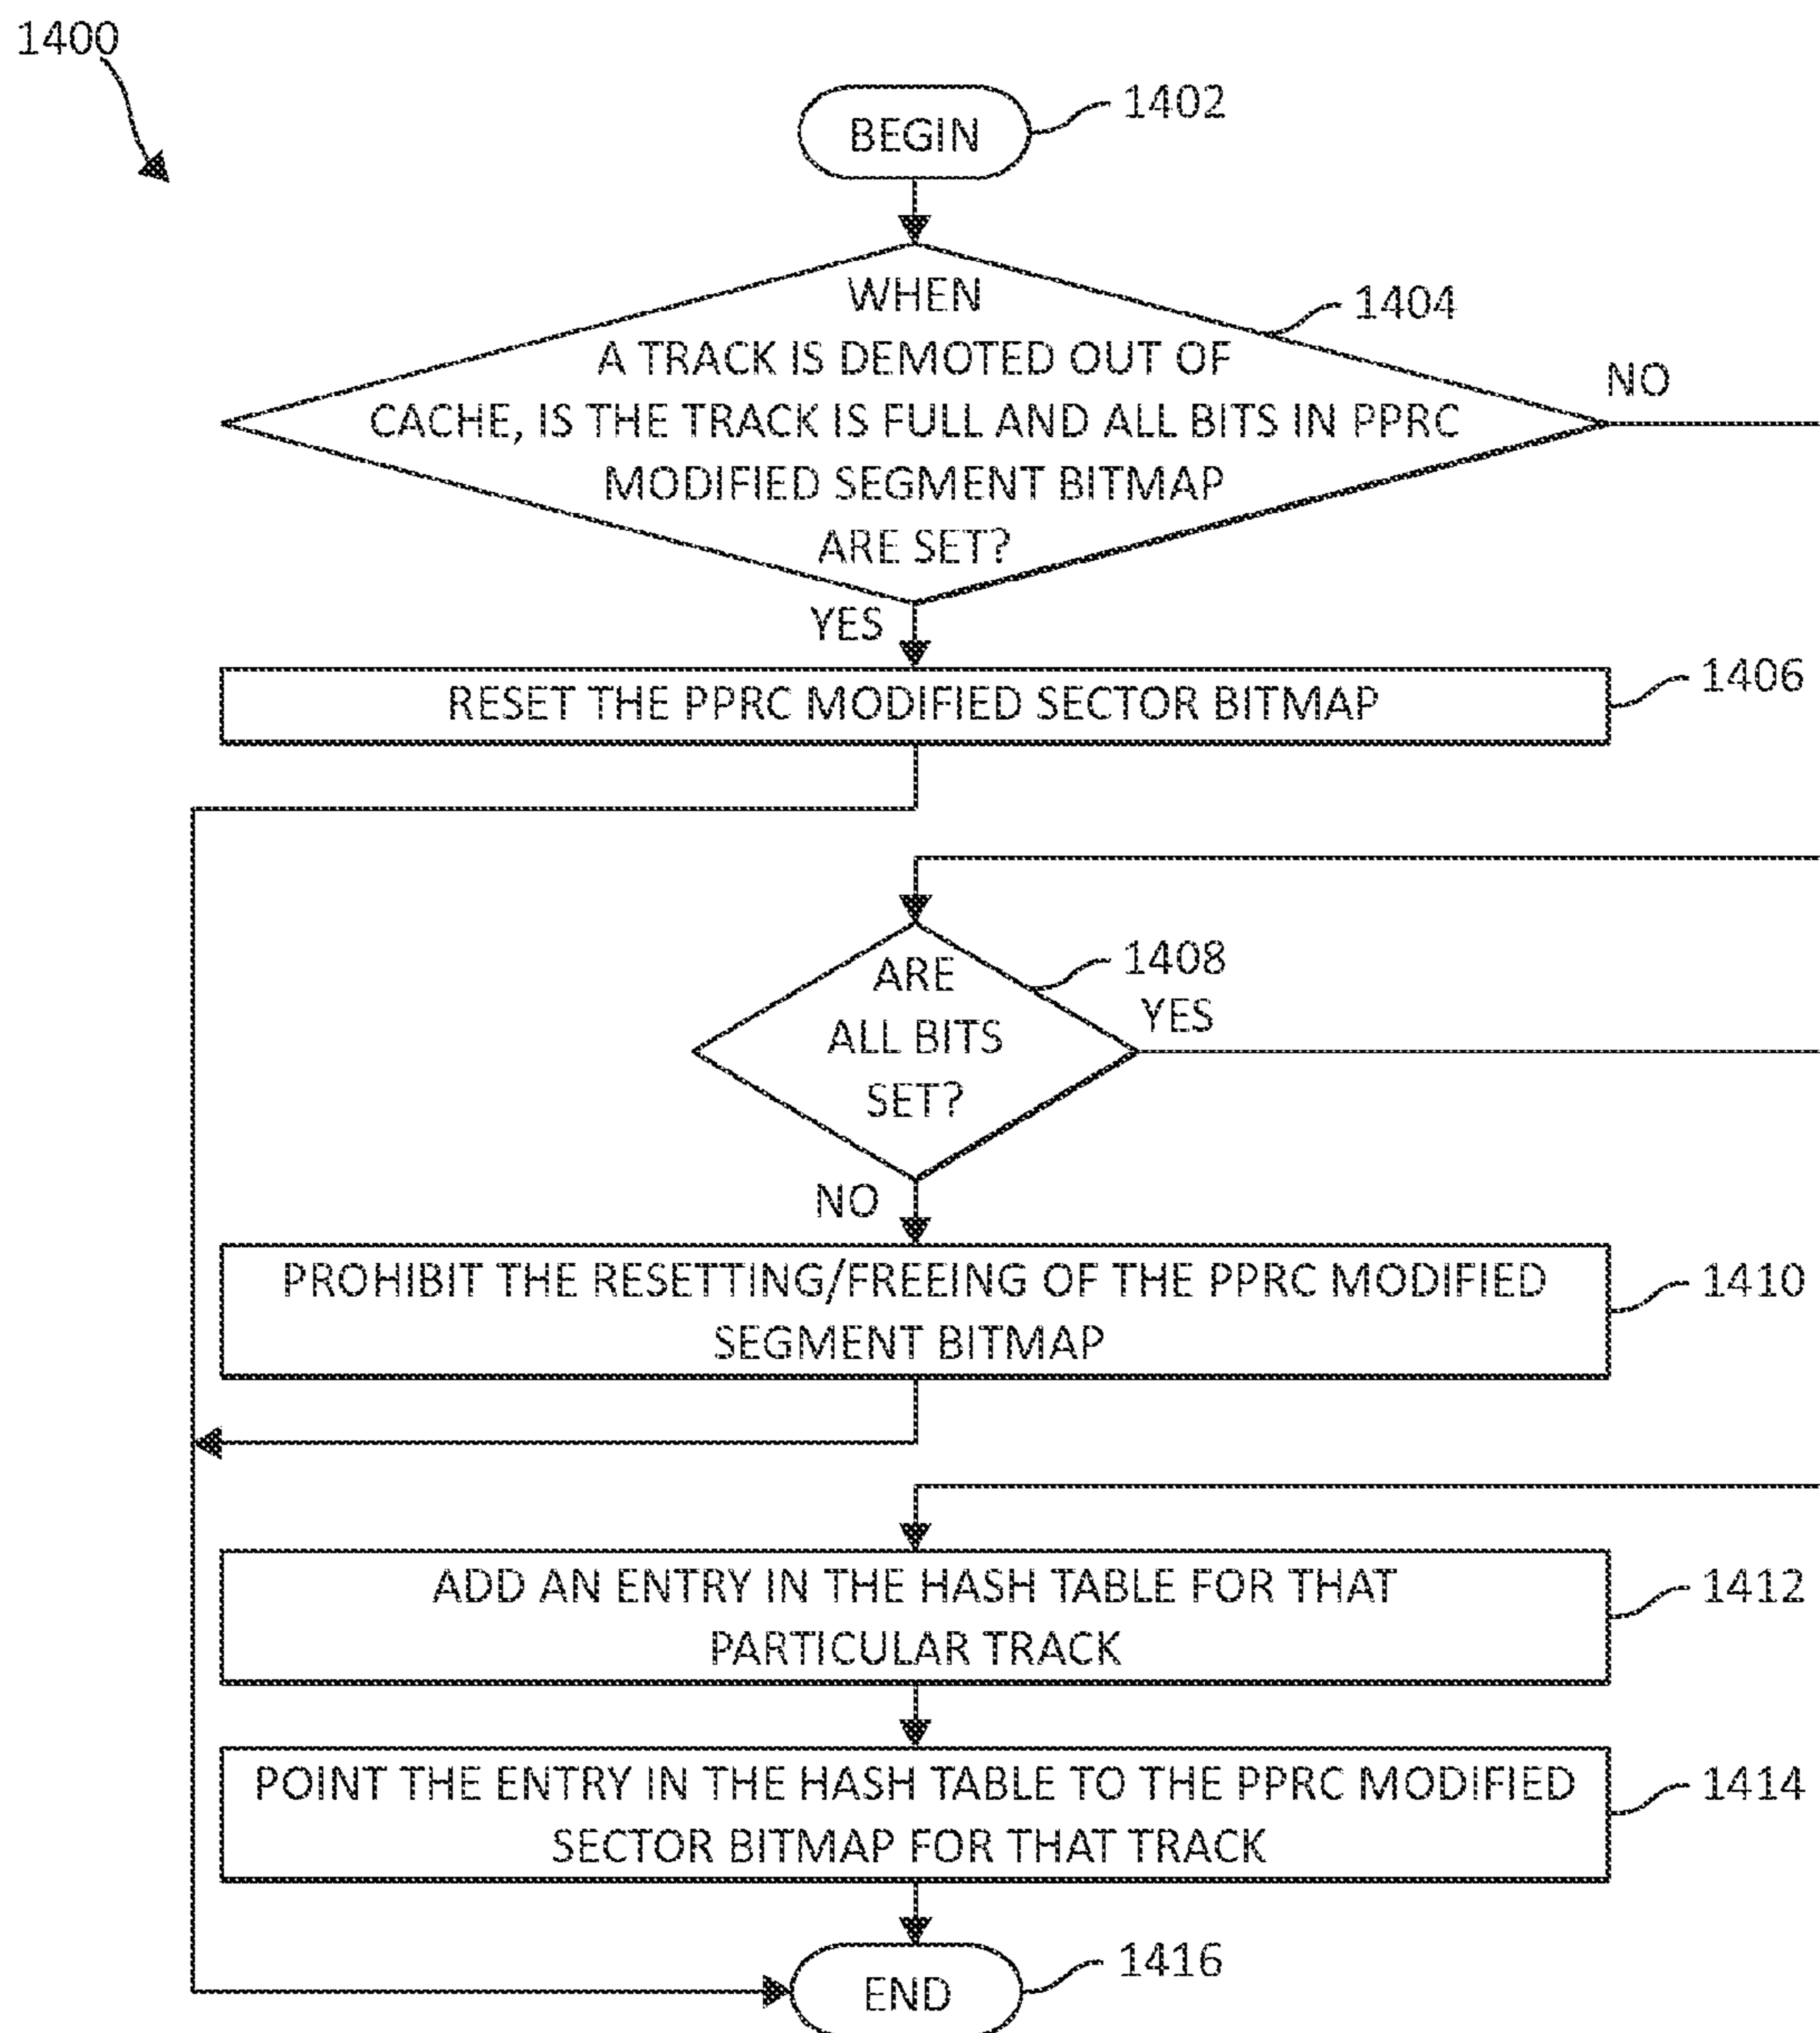 1400
BEGIN
1402
WHEN
1404
A TRACK IS DEMOTED OUT OF
NO
CACHE, IS THE TRACK IS FULL AND ALL BITS IN PPRC
MODIFIED SEGMENT BITMAP
ARE SET?
YES
RESET THE PPRC MODIFIED SECTOR BITMAP
1406
ARE
1408
ALL BITS
YES
SET?
NO
PROHIBIT THE RESETTING/FREEING OF THE PPRC MODIFIED
1410
SEGMENT BITMAP
ADD AN ENTRY IN THE HASH TABLE FOR THAT
1412
PARTICULAR TRACK
POINT THE ENTRY IN THE HASH TABLE TO THE PPRC MODIFIED
1414
SECTOR BITMAP FOR THAT TRACK
END
1416